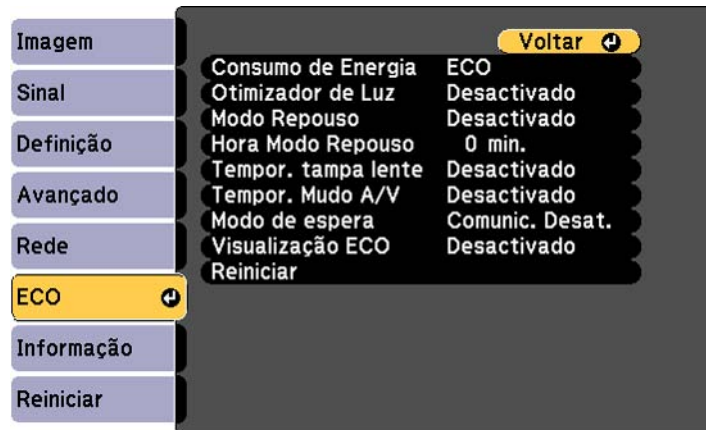 Imagem
Sinal
Definição
Avançado
Rede
ECO
Informação
Reiniciar
Voltar
Consumo de Energia ECO
Otimizador de Luz Desactivado
Modo Repouso Desactivado
Hora Modo Repouso 0 min.
Tempor. tampa lente Desactivado
Tempor. Mudo A/V Desactivado
Modo de espera Comunic. Desat.
Visualização ECO Desactivado
Reiniciar